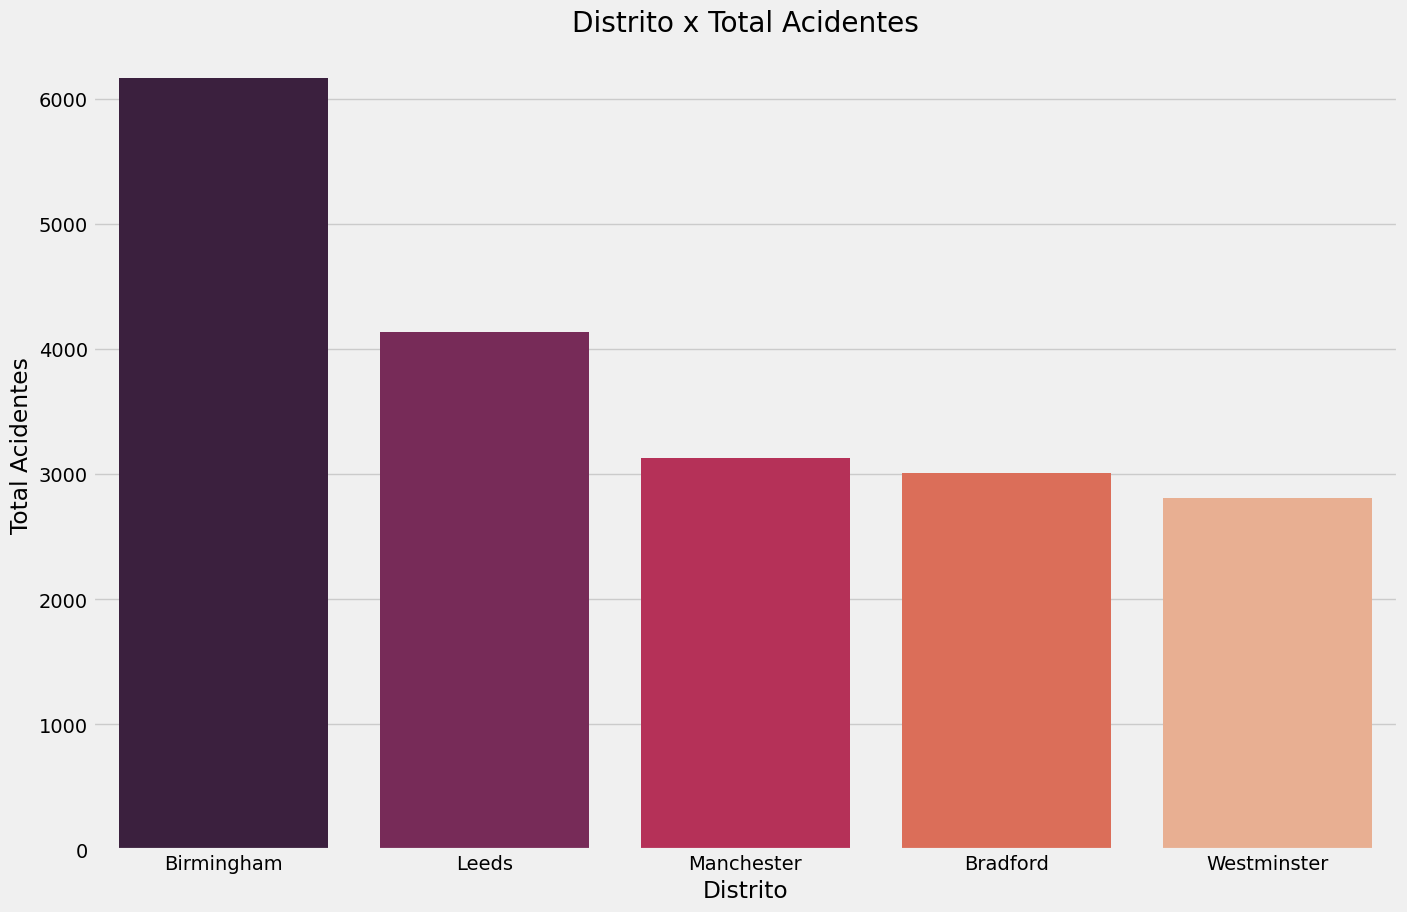 Distrito x Total Acidentes
Total Acidentes
6000
5000
4000
3000
2000
1000
0
Birmingham Leeds Manchester Bradford Westminster
Distrito